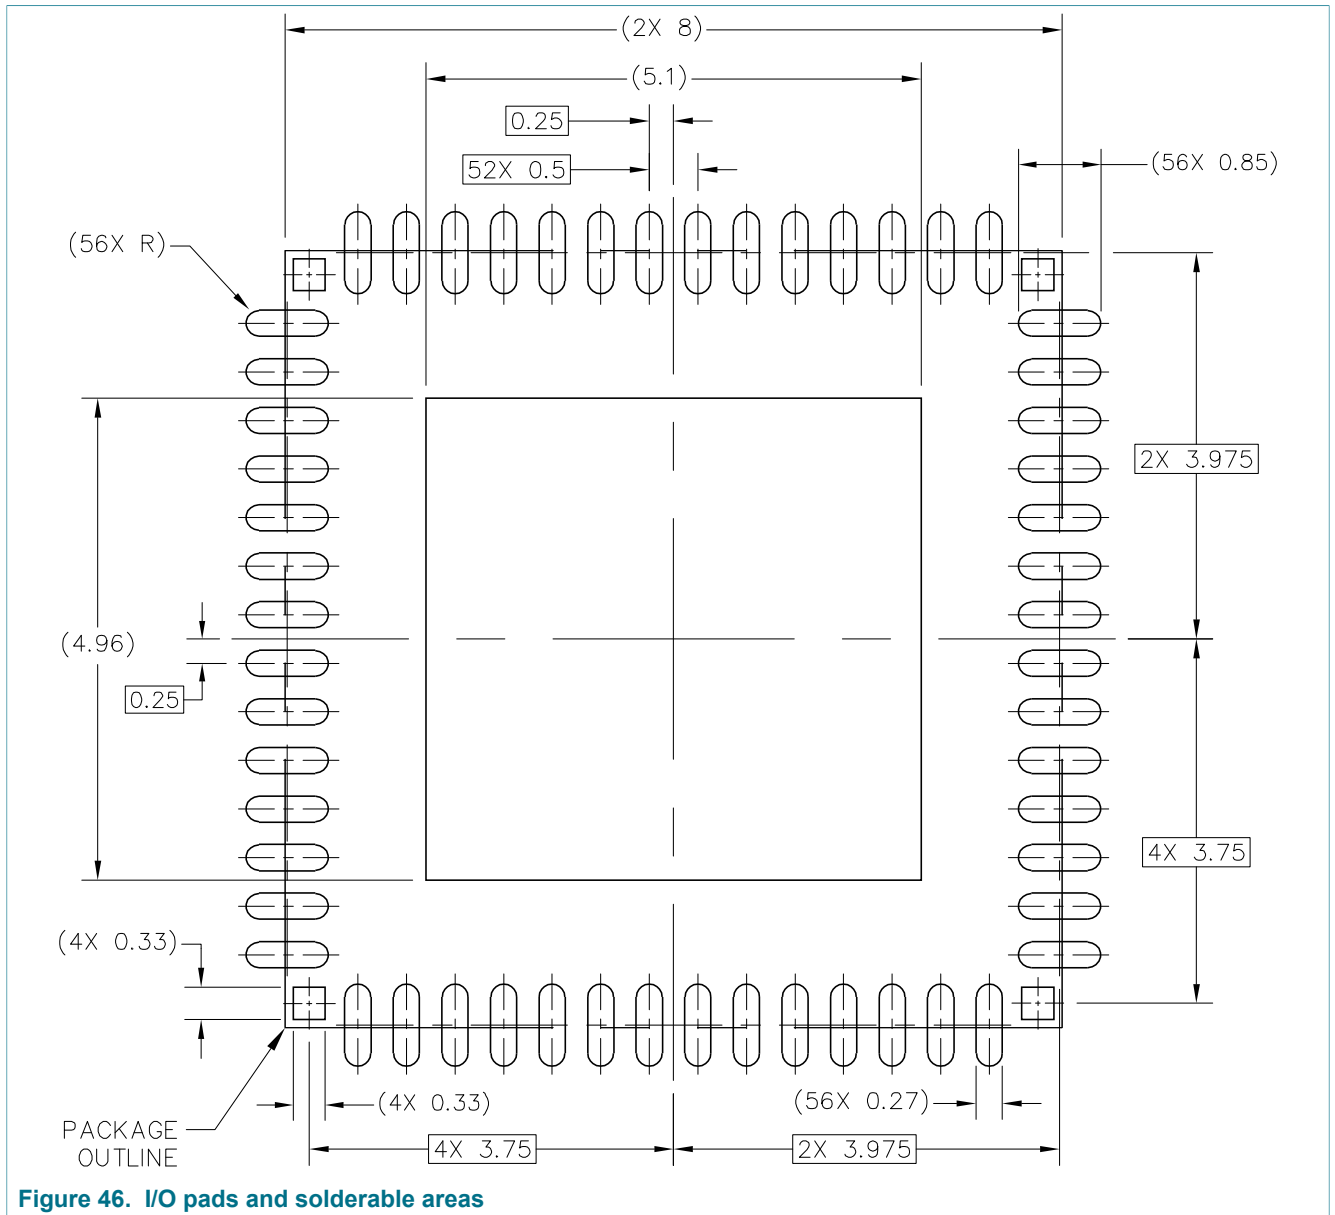 (2X 8)
(5.1)
0.25
52X 0.5
(56X 0.85)
(56X R)
2X 3.975
(4.96)
0.25
4X 3.75
(4X 0.33)
(4X 0.33)
(56X 0.27)
PACKAGE
OUTLINE
4X 3.75
2X 3.975
Figure 46. I/O pads and solderable areas